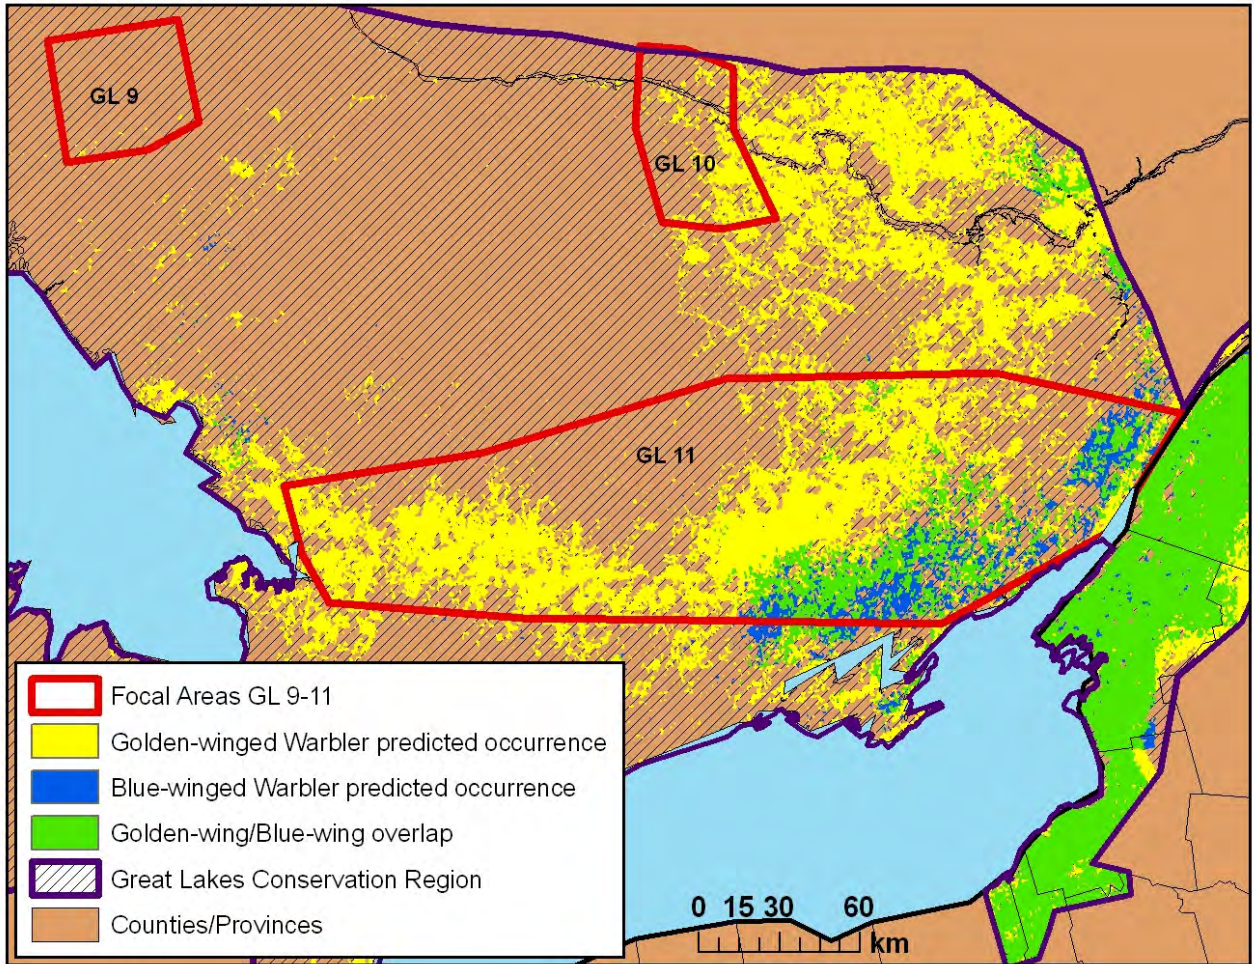 GL 9
GL 10
GL 11
Focal Areas GL 9-11
Golden-winged Warbler predicted occurrence
Blue-winged Warbler predicted occurrence
Golden-wing/Blue-wing overlap
Great Lakes Conservation Region
Counties/Provinces
0 15 30 60
km